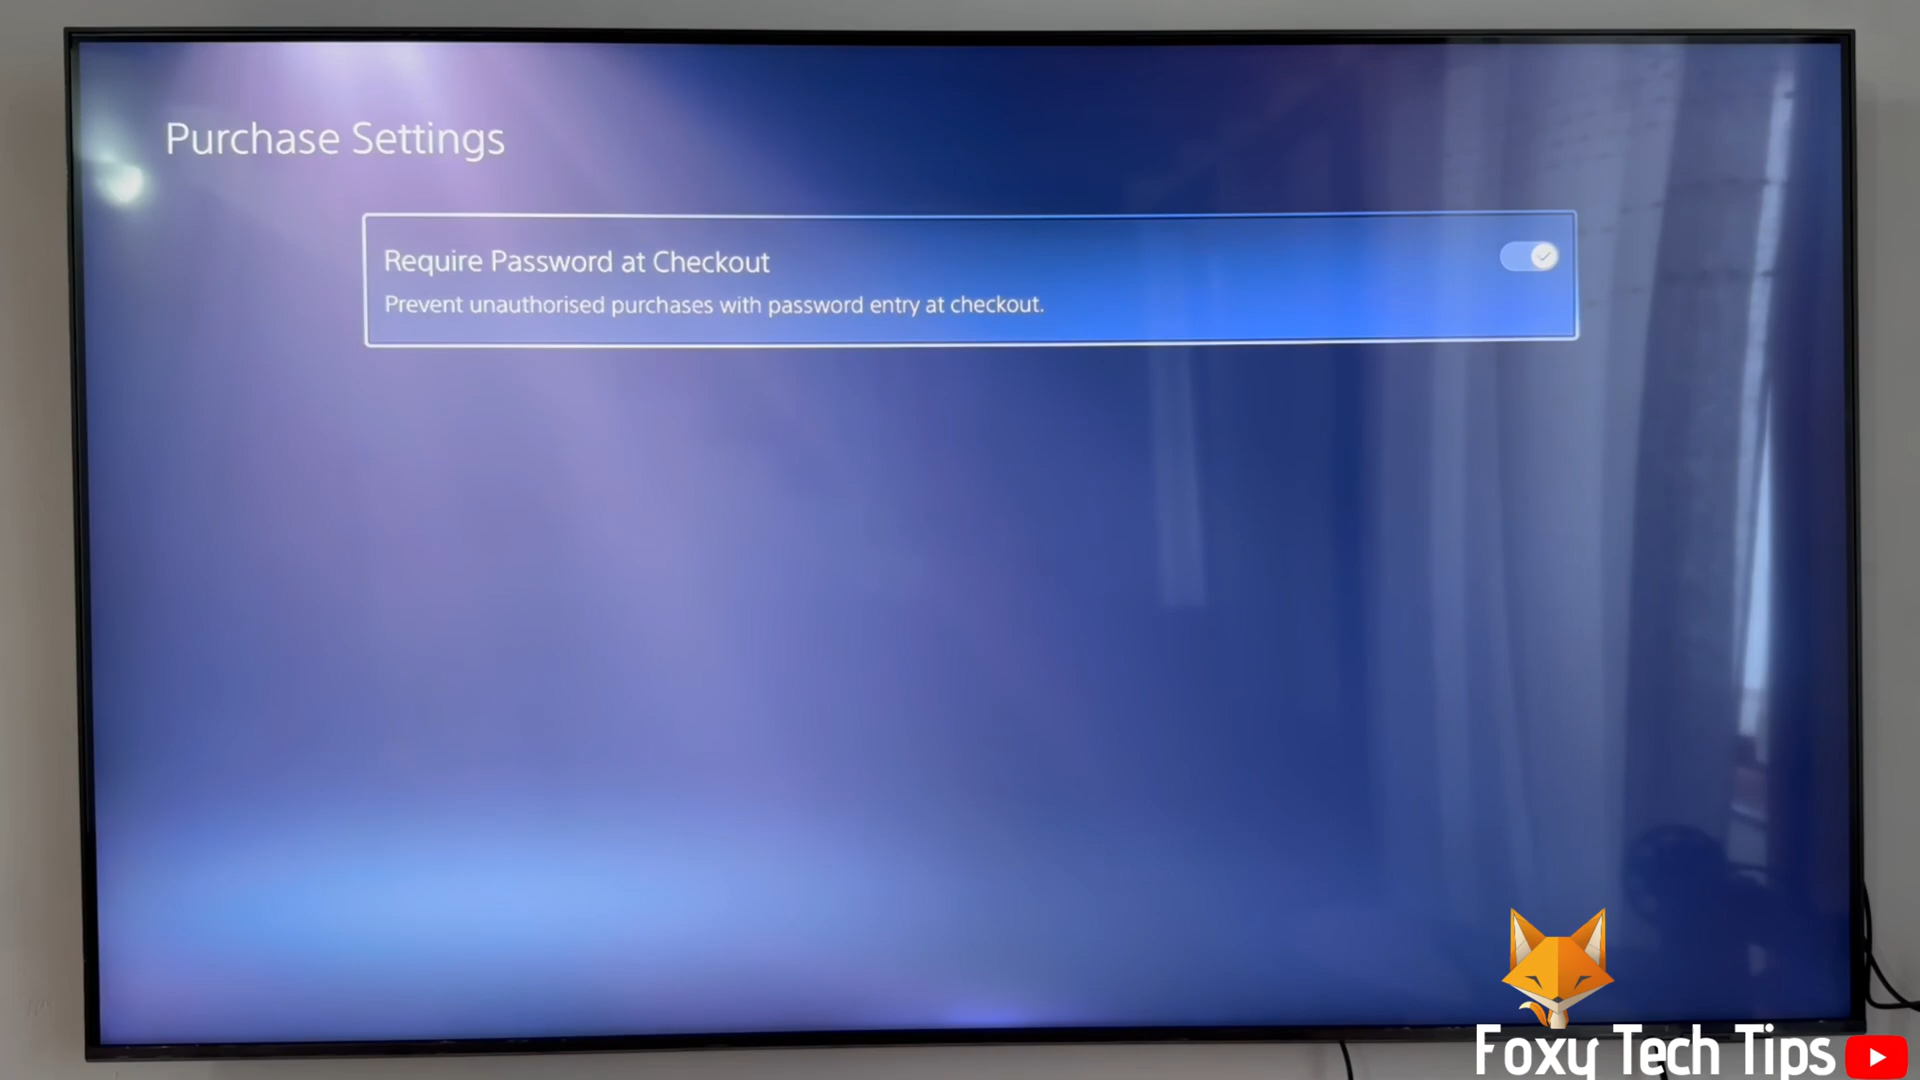 Purchase Settings
Require Password at Checkout
Prevent unauthorised purchases with password entry at checkout.
Foxy Tech Tips